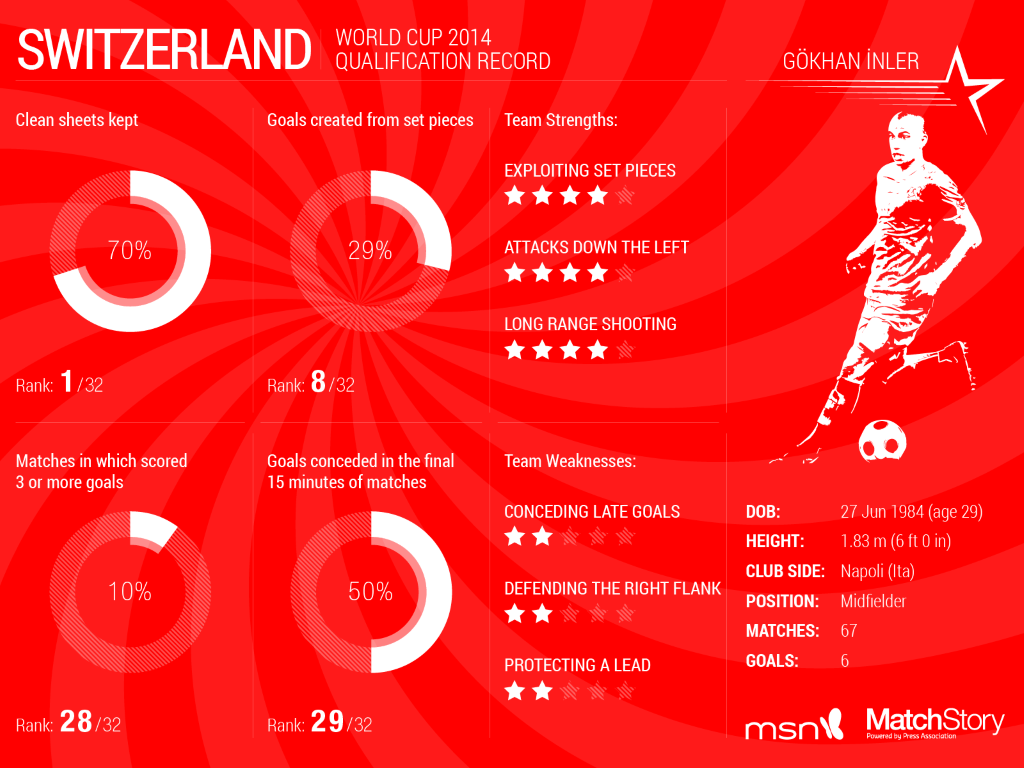 SWITZERLAND
WORLD CUP 2014
QUALIFICATION RECORD
GÖKHAN İNLER
Clean sheets kept
70%
Rank: 1/32
Goals created from set pieces
29%
Rank: 8/32
Team Strengths:
EXPLOITING SET PIECES
ATTACKS DOWN THE LEFT
LONG RANGE SHOOTING
Matches in which scored
3 or more goals
10%
Rank: 28/32
Goals conceded in the final
15 minutes of matches
50%
Rank: 29/32
Team Weaknesses:
CONCEDING LATE GOALS
DEFENDING THE RIGHT FLANK
PROTECTING A LEAD
DOB: 27 Jun 1984 (age 29)
HEIGHT: 1.83 m (6 ft 0 in)
CLUB SIDE: Napoli (Ita)
POSITION: Midfielder
MATCHES: 67
GOALS: 6
msn
MatchStory
Powered by Press Association